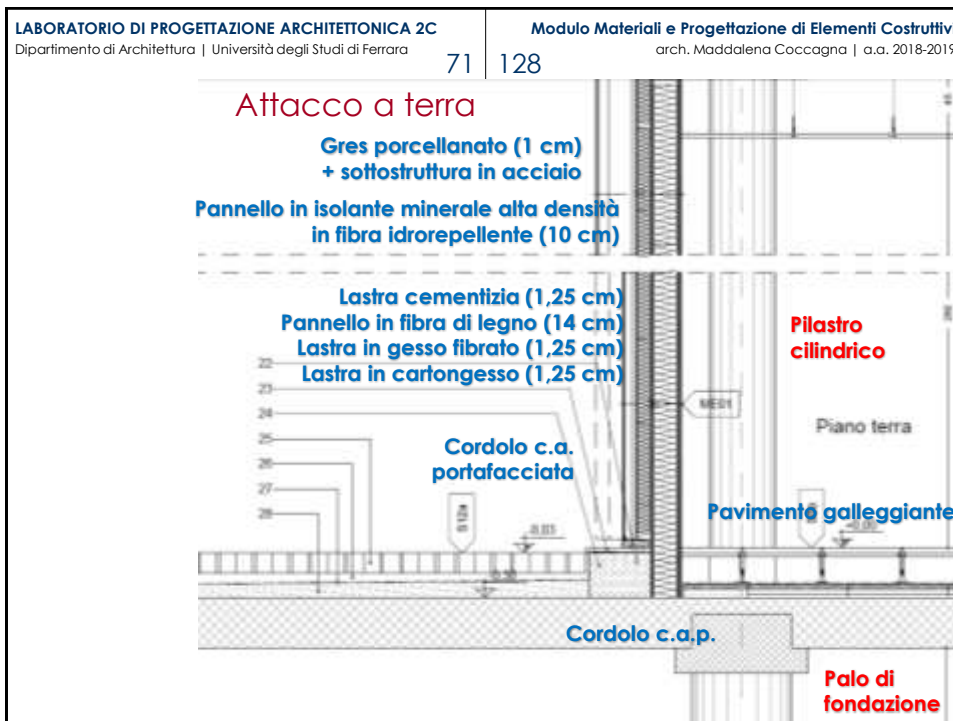 LABORATORIO DI PROGETTAZIONE ARCHITETTONICA 2C
Dipartimento di Architettura | Università degli Studi di Ferrara
71 | 128
Modulo Materiali e Progettazione di Elementi Costruttivi
arch. Maddalena Coccagna | a.a. 2018-2019
Attacco a terra
Gres porcellanato (1 cm)
+ sottostruttura in acciaio
Pannello in isolante minerale alta densità
in fibra idrorepellente (10 cm)
Lastra cementizia (1,25 cm)
Pannello in fibra di legno (14 cm)
Lastra in gesso fibrato (1,25 cm)
Lastra in cartongesso (1,25 cm)
Pilastro
cilindrico
22
23
24
25
26
27
28
ME01
Piano terra
Cordolo c.a.
portafacciata
S12a
-0,03
Pavimento galleggiante
Cordolo c.a.p.
Palo di
fondazione